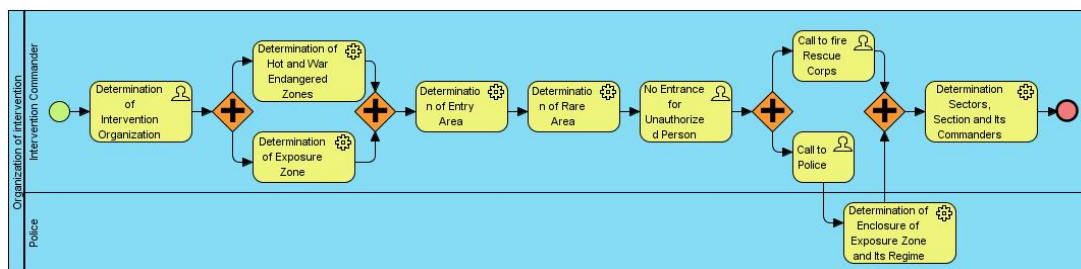 Organization of intervention
Intervention Commander
Police
Determination
of
Intervention
Organization
Determination of
Hot and War
Endangered
Zones
Determination
of Exposure
Zone
Determinatio
n of Entry
Area
Determinatio
n of Rare
Area
No Entrance
for
Unauthorize
d Person
Call to fire
Rescue
Corps
Call to
Police
Determination of
Enclosure of
Exposure Zone
and Its Regime
Determination
Sectors,
Section and Its
Commanders